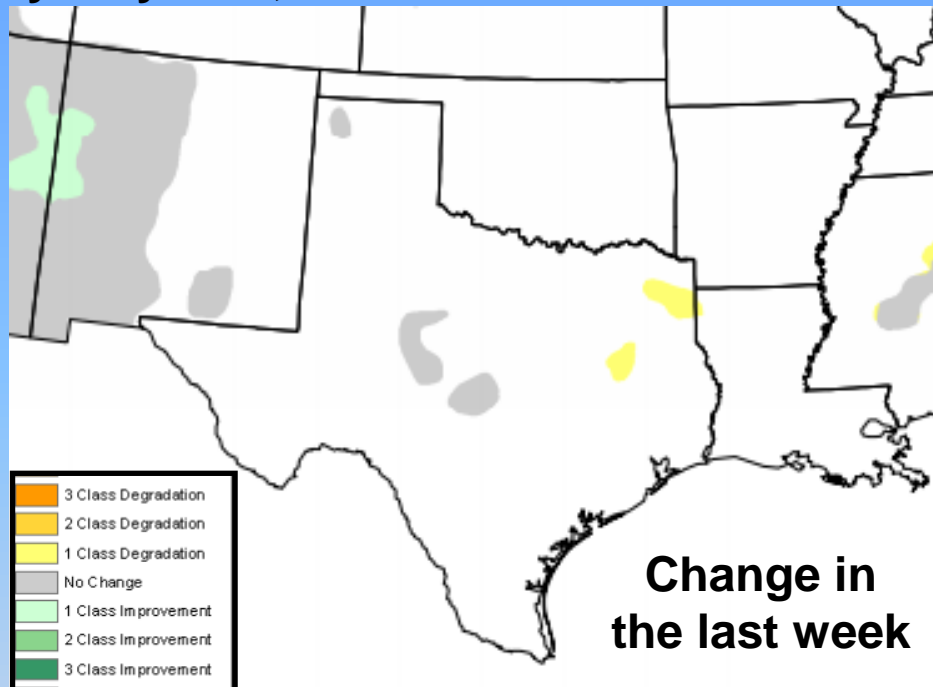 3 Class Degradation
2 Class Degradation
1 Class Degradation
No Change
1 Class Improvement
2 Class Improvement
3 Class Improvement
Change in
the last week